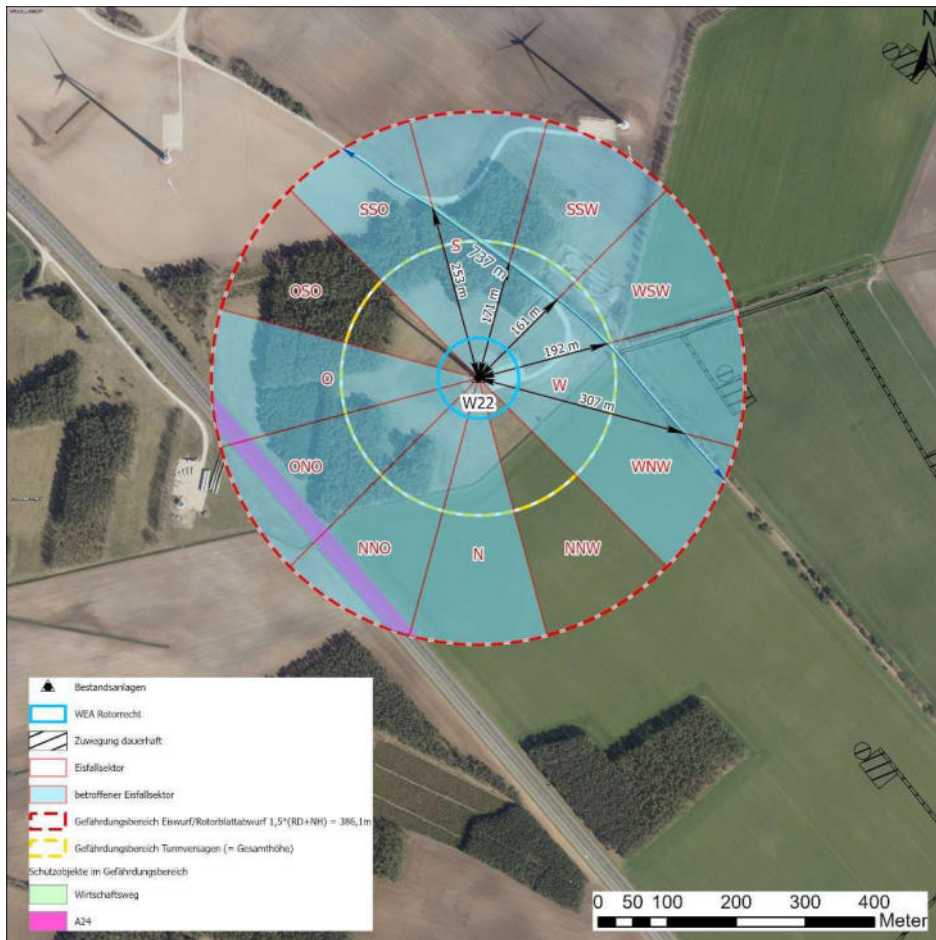 N
SSO
SSW
S
737 m
253 m
171 m
161 m
OSO
WSW
192 m
O
W
W22
307 m
ONO
WNW
NNO
N
NNW
Bestandsanlagen
WEA Rotorrecht
Zuwegung dauerhaft
Eisfallsektor
betroffener Eisfallsektor
Gefährdungsbereich Eiswurf/Rotorblattabwurf 1,5*(RD+NH) = 386,1m
Gefährdungsbereich Turmversagen (= Gesamthöhe)
Schutzobjekte im Gefährdungsbereich
Wirtschaftsweg
A24
0 50 100 200 300 400
Meter